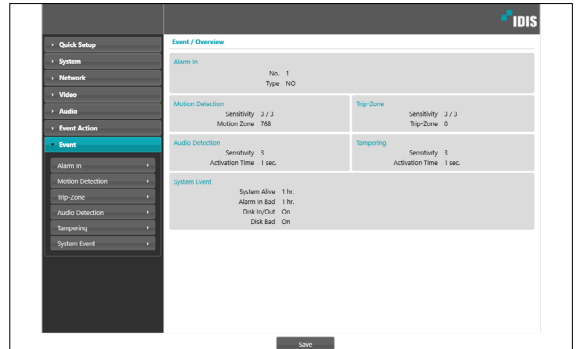 IDIS
Quick Setup
System
Network
Video
Audio
Event Action
Event
Alarm In
Motion Detection
Trip-Zone
Audio Detection
Tampering
System Event
Event / Overview
Alarm In
No. 1
Type NO
Motion Detection
Sensitivity 3 / 3
Motion Zone 768
Trip-Zone
Sensitivity 3 / 3
Trip-Zone 0
Audio Detection
Sensitivity 3
Activation Time 1 sec.
Tampering
Sensitivity 3
Activation Time 1 sec.
System Event
System Alive 1 hr.
Alarm In Bad 1 hr.
Disk In/Out On
Disk Bad On
Save